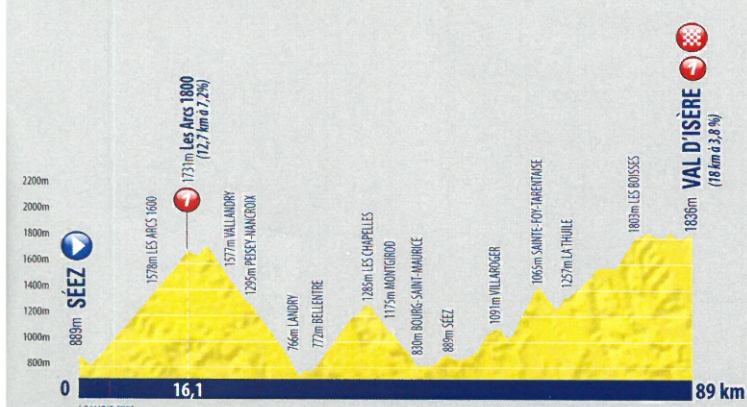 2200m
2000m
1800m
1600m
1400m
1200m
1000m
800m
889m SÉEZ
1578m LES ARCS 1600
1
1731m Les Arcs 1800
(12,7 km à 7,2%)
1577m VALLANDRY
1295m PEISEY-NANCROIX
766m LANDRY
772m BELLENTRE
1285m LES CHAPELLES
1175m MONTGIROD
830m BOURG-SAINT-MAURICE
889m SÉEZ
1091m VILLAROGER
1065m SAINTE-FOY-TARENTAISE
1257m LA THUILE
1803m LES BOISSES
1
1836m VAL D'ISÈRE
(18 km à 3,8 %)
0
16,1
89 km